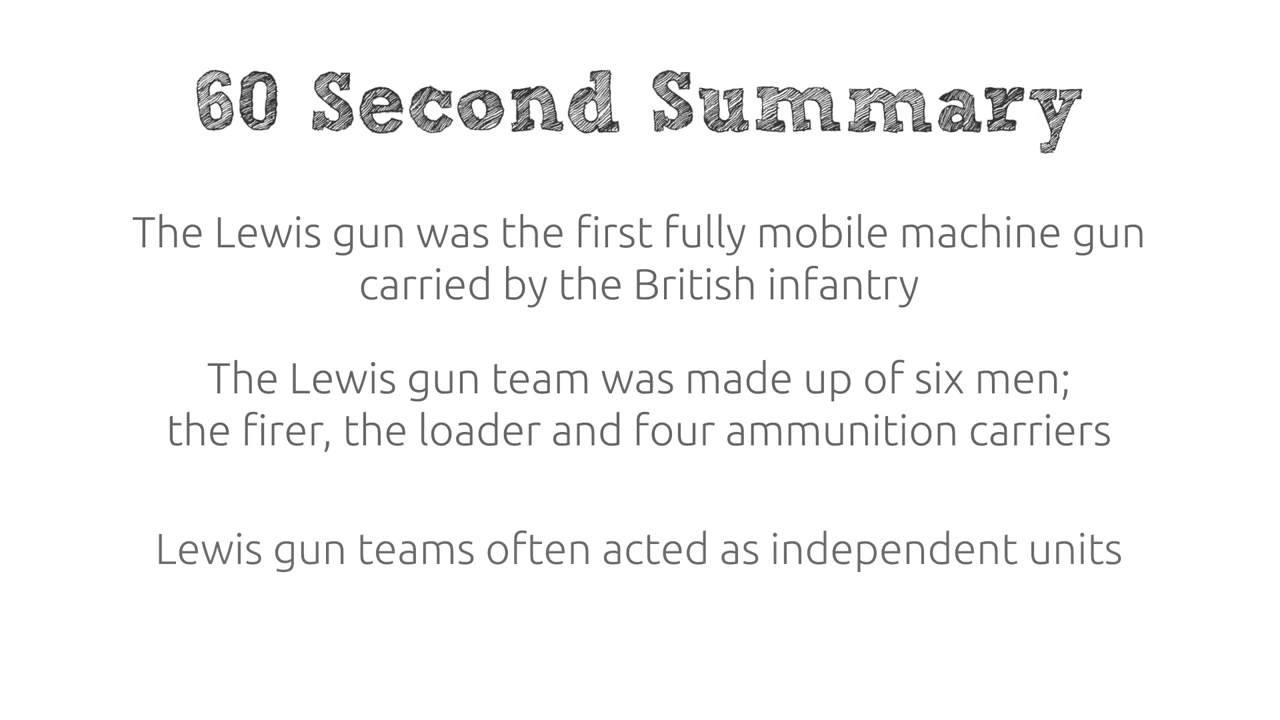 60 Second Summary
The Lewis gun was the first fully mobile machine gun
carried by the British infantry
The Lewis gun team was made up of six men;
the firer, the loader and four ammunition carriers
Lewis gun teams often acted as independent units